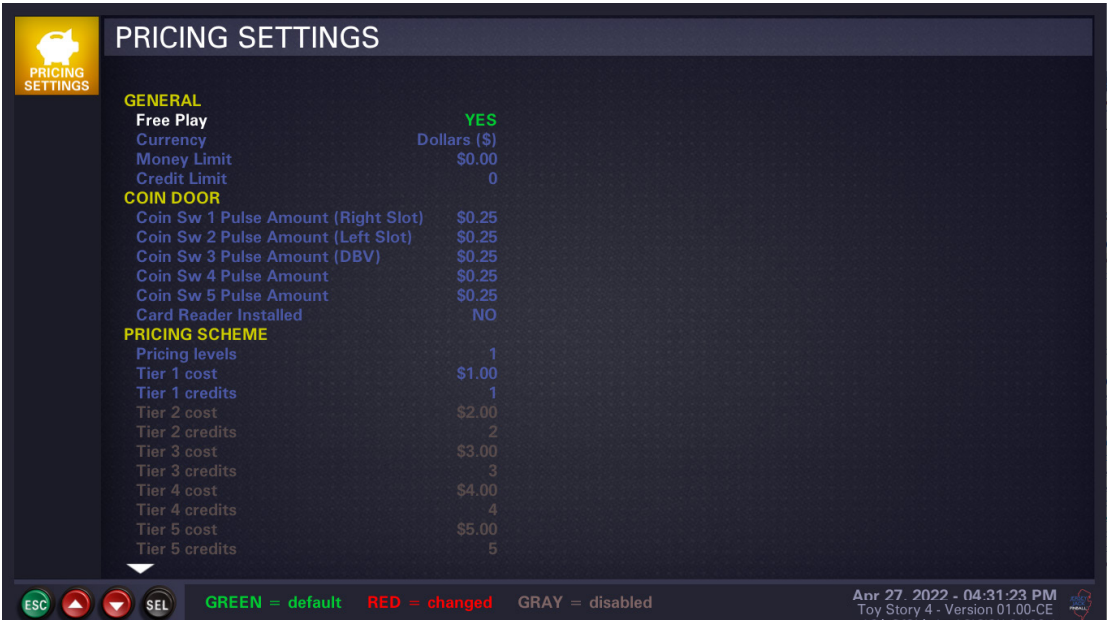 PRICING SETTINGS
PRICING
SETTINGS
GENERAL
Free Play YES
Currency Dollars ($)
Money Limit $0.00
Credit Limit 0
COIN DOOR
Coin Sw 1 Pulse Amount (Right Slot) $0.25
Coin Sw 2 Pulse Amount (Left Slot) $0.25
Coin Sw 3 Pulse Amount (DBV) $0.25
Coin Sw 4 Pulse Amount $0.25
Coin Sw 5 Pulse Amount $0.25
Card Reader Installed NO
PRICING SCHEME
Pricing levels 1
Tier 1 cost $1.00
Tier 1 credits 1
Tier 2 cost $2.00
Tier 2 credits 2
Tier 3 cost $3.00
Tier 3 credits 3
Tier 4 cost $4.00
Tier 4 credits 4
Tier 5 cost $5.00
Tier 5 credits 5
ESC SEL GREEN = default RED = changed GRAY = disabled
Apr 27, 2022 - 04:31:23 PM
Toy Story 4 - Version 01.00-CE